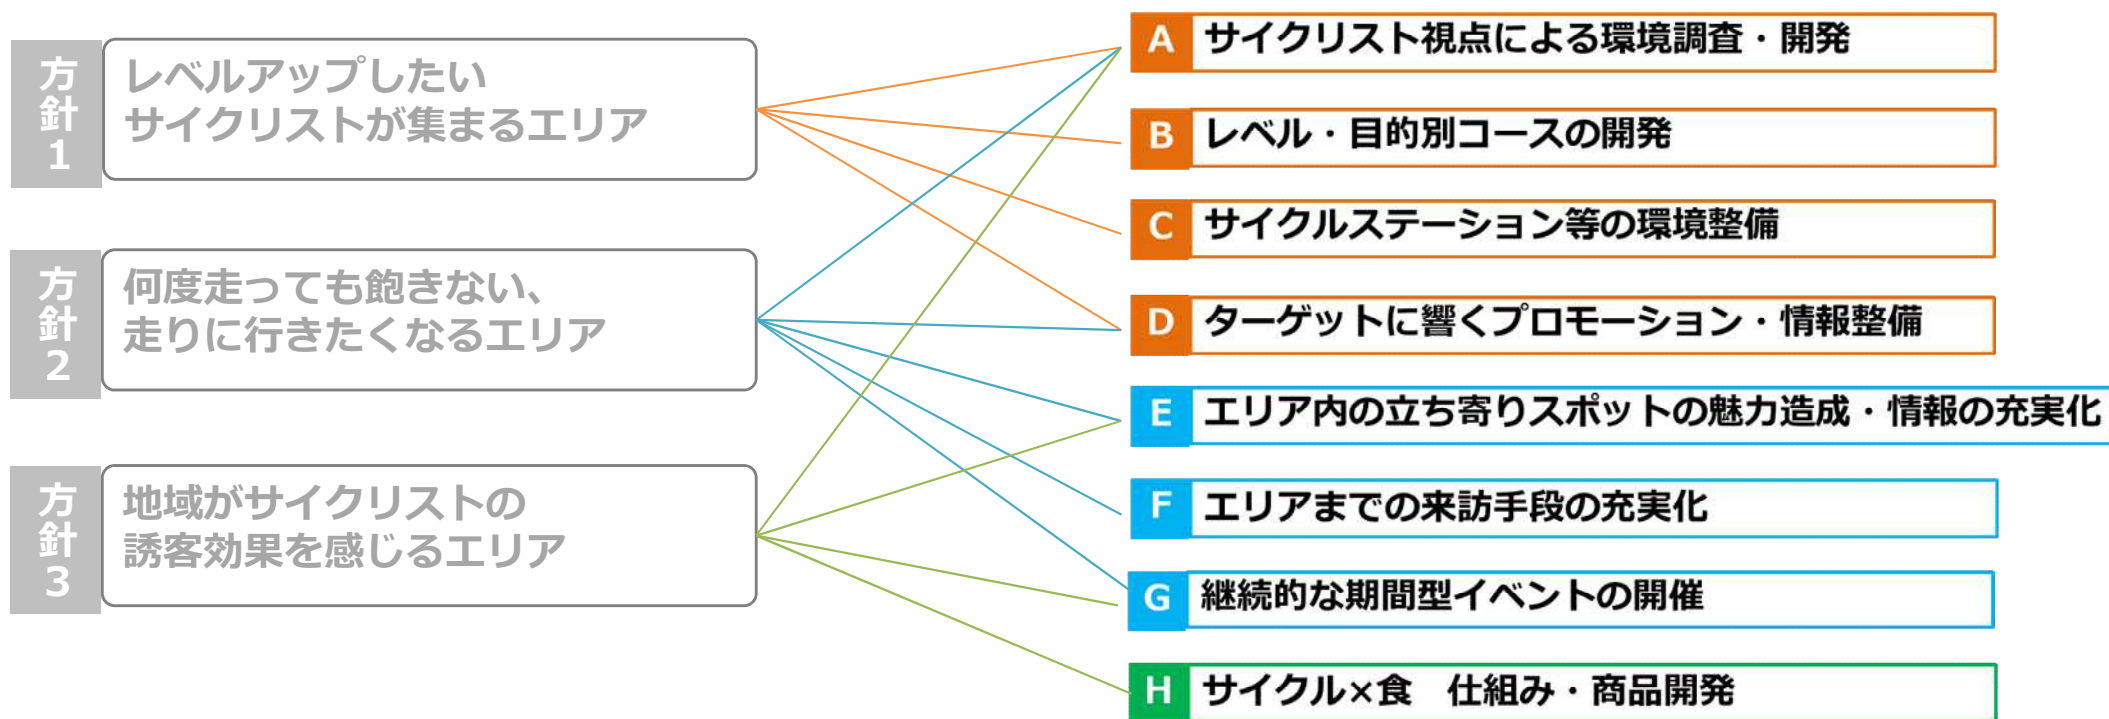 方針1
レベルアップしたい
サイクリストが集まるエリア
方針2
何度走っても飽きない、
走りに行きたくなるエリア
方針3
地域がサイクリストの
誘客効果を感じるエリア
A サイクリスト視点による環境調査・開発
B レベル・目的別コースの開発
C サイクルステーション等の環境整備
D ターゲットに響くプロモーション・情報整備
E エリア内の立ち寄りスポットの魅力造成・情報の充実化
F エリアまでの来訪手段の充実化
G 継続的な期間型イベントの開催
H サイクル×食　仕組み・商品開発